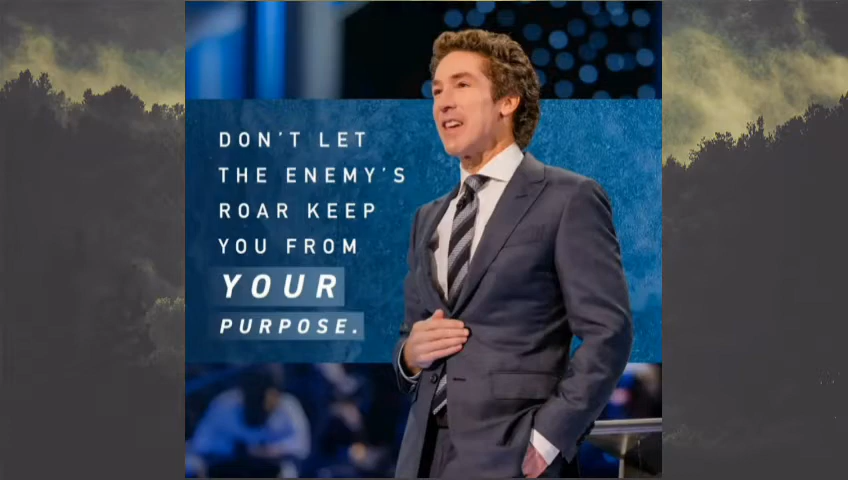 DON'T LET
THE ENEMY'S
ROAR KEEP
YOU FROM
YOUR
PURPOSE.